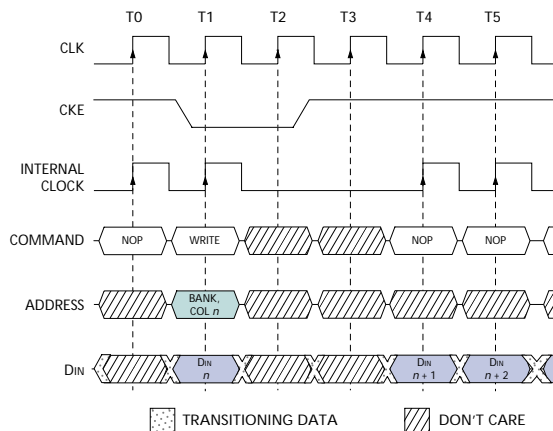 T0 T1 T2 T3 T4 T5
CLK
CKE
INTERNAL
CLOCK
COMMAND NOP WRITE NOP NOP
ADDRESS BANK,
COL n
DIN DIN
n DIN
n + 1 DIN
n + 2
TRANSITIONING DATA DON'T CARE